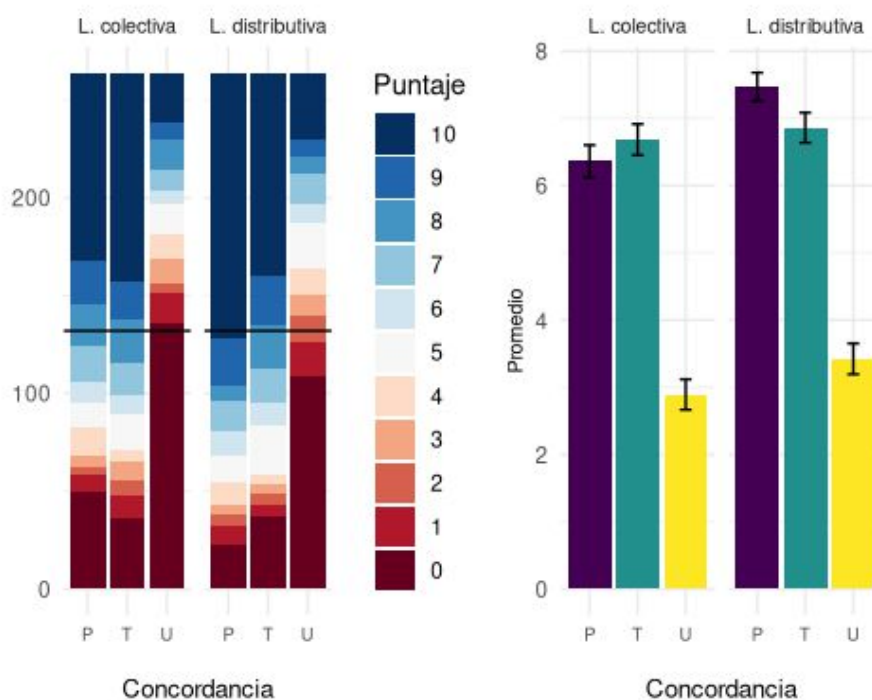 L. colectiva L. distributiva
200
100
0
P T U P T U
Concordancia
Puntaje
10
9
8
7
6
5
4
3
2
1
0
L. colectiva L. distributiva
Promedio
8
6
4
2
0
P T U P T U
Concordancia